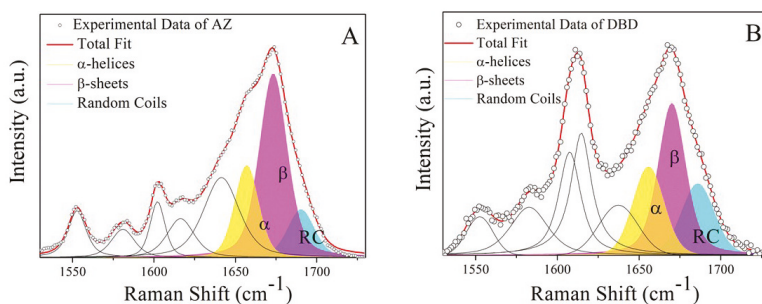 Experimental Data of AZ
Total Fit
α-helices
β-sheets
Random Coils
A
β
α
RC
Intensity (a.u.)
1550 1600 1650 1700
Raman Shift (cm-1)
Experimental Data of DBD
Total Fit
α-helices
β-sheets
Random Coils
B
β
α
RC
Intensity (a.u.)
1550 1600 1650 1700
Raman Shift (cm-1)